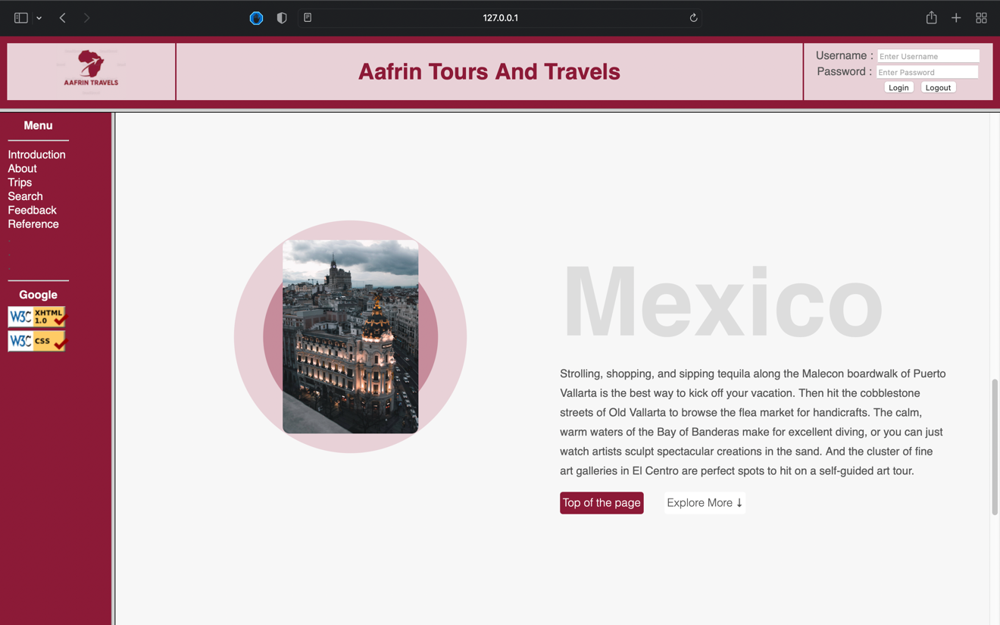 127.0.0.1
AAFRIN TRAVELS
Aafrin Tours And Travels
Username : Enter Username
Password : Enter Password
Login Logout
Menu
Introduction
About
Trips
Search
Feedback
Reference
.
.
.
Google
W3C XHTML 1.0
W3C CSS
Mexico
Strolling, shopping, and sipping tequila along the Malecon boardwalk of Puerto
Vallarta is the best way to kick off your vacation. Then hit the cobblestone
streets of Old Vallarta to browse the flea market for handicrafts. The calm,
warm waters of the Bay of Banderas make for excellent diving, or you can just
watch artists sculpt spectacular creations in the sand. And the cluster of fine
art galleries in El Centro are perfect spots to hit on a self-guided art tour.
Top of the page Explore More ↓